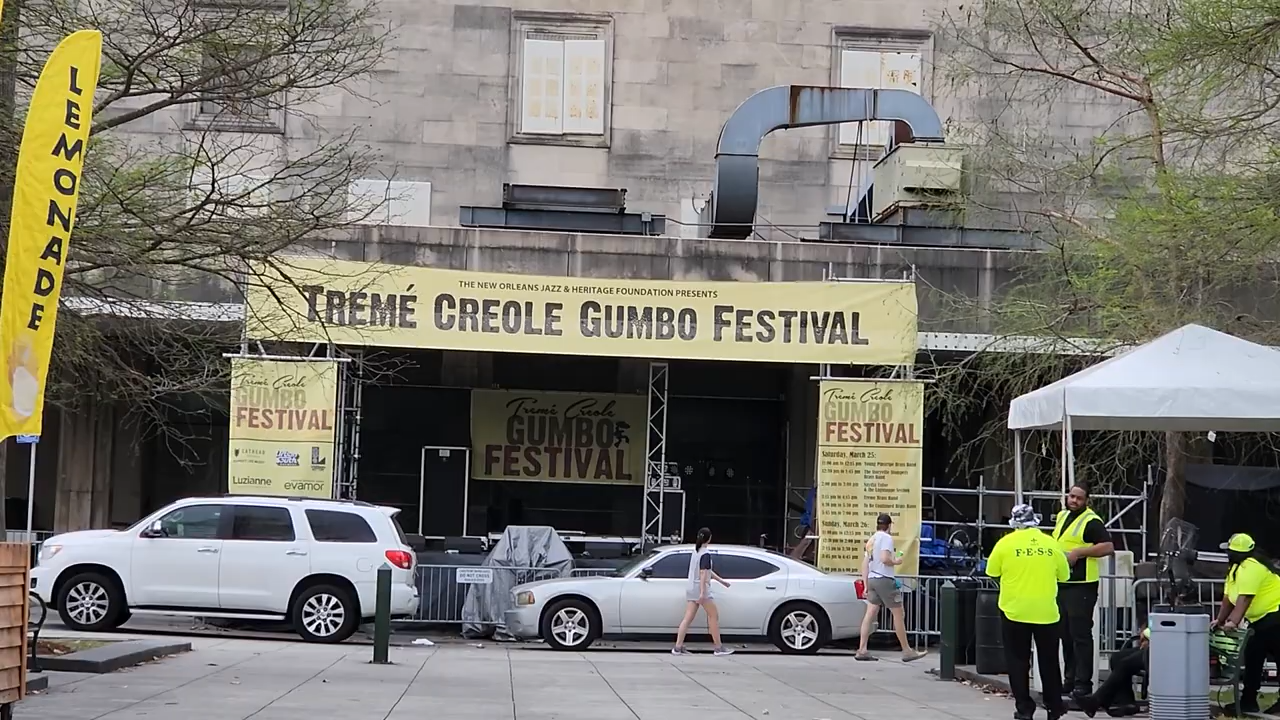 LEMONADE
THE NEW ORLEANS JAZZ & HERITAGE FOUNDATION PRESENTS
TREMÉ CREOLE GUMBO FESTIVAL
Tremé Creole
GUMBO
FESTIVAL
Luzianne
evamor
Tremé Creole
GUMBO
FESTIVAL
Tremé Creole
GUMBO
FESTIVAL
Saturday, March 25:
Sunday, March 26:
DO NOT CROSS
F-E-S-S